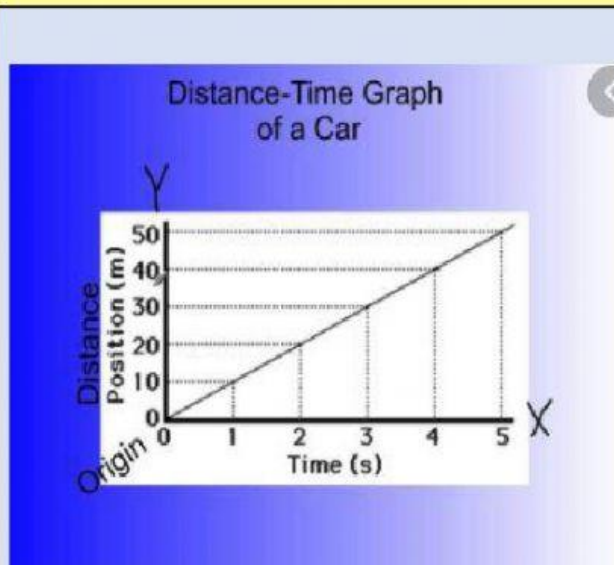 Distance-Time Graph
of a Car
Y
50
40
30
20
10
0
Distance
Position (m)
Origin
0 1 2 3 4 5
X
Time (s)